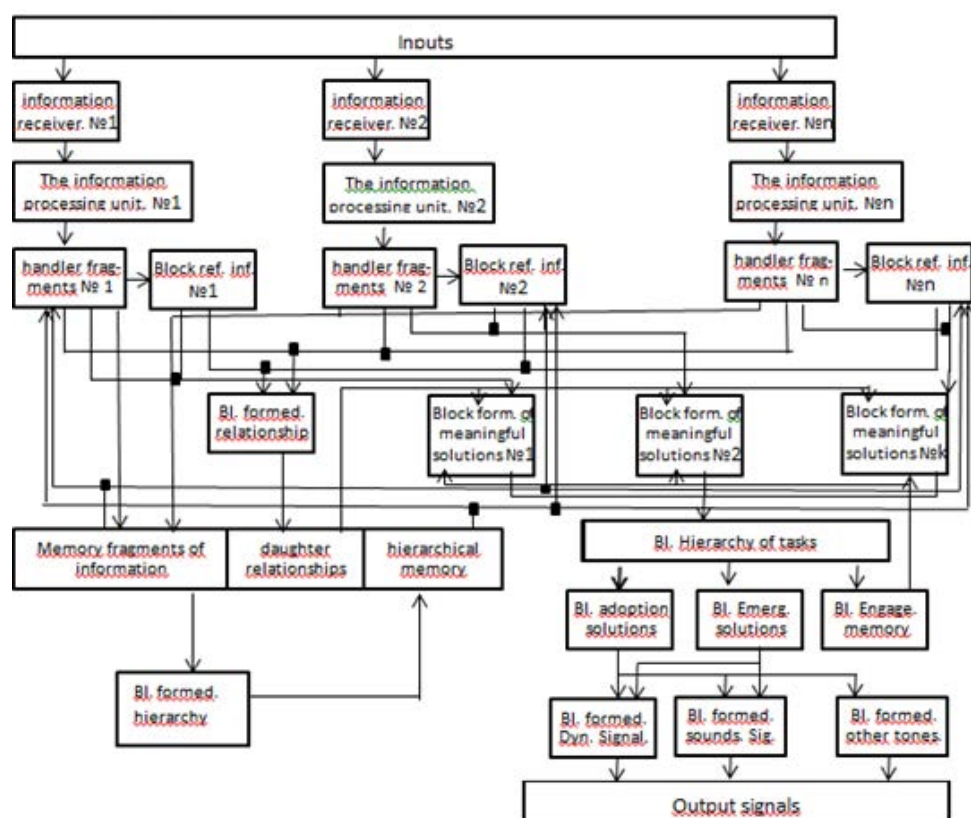 Inputs
information
receiver. №1
information
receiver. №2
information
receiver. №n
The information
processing unit. №1
The information
processing unit. №2
The information
processing unit. №n
handler frag-
ments № 1
Block ref. inf.
№1
handler frag-
ments № 2
Block ref. inf.
№2
handler frag-
ments № n
Block ref. inf.
№n
Bl. formed.
relationship
Block form. of
meaningful
solutions №1
Block form. of
meaningful
solutions №2
Block form. of
meaningful
solutions №k
Memory fragments of
information
daughter
relationships
hierarchical
memory
Bl. Hierarchy of tasks
Bl. adoption
solutions
Bl. Emerg.
solutions
Bl. Engage.
memory
Bl. formed.
hierarchy
Bl. formed.
Dyn. Signal.
Bl. formed.
sounds. Sig.
Bl. formed.
other tones.
Output signals